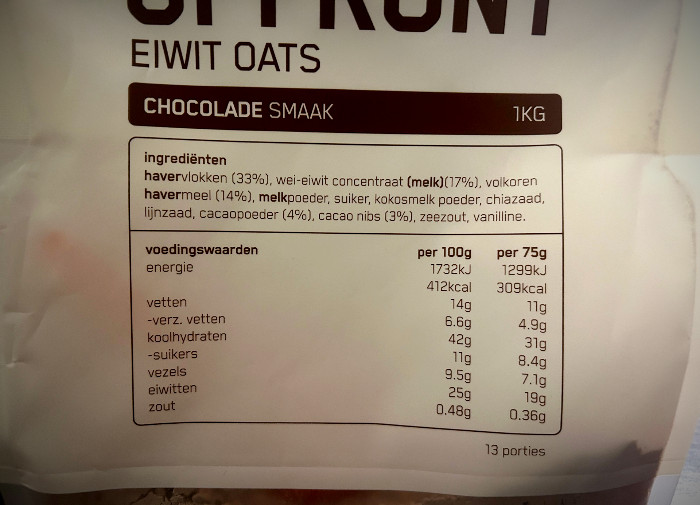 UPFRONT
EIWIT OATS
CHOCOLADE SMAAK 1KG
ingrediënten
havervlokken (33%), wei-eiwit concentraat (melk)(17%), volkoren
havermeel (14%), melkpoeder, suiker, kokosmelk poeder, chiazaad,
lijnzaad, cacaopoeder (4%), cacao nibs (3%), zeezout, vanilline.
voedingswaarden per 100g per 75g
energie 1732kJ 1299kJ
412kcal 309kcal
vetten 14g 11g
-verz. vetten 6.6g 4.9g
koolhydraten 42g 31g
-suikers 11g 8.4g
vezels 9.5g 7.1g
eiwitten 25g 19g
zout 0.48g 0.36g
13 porties